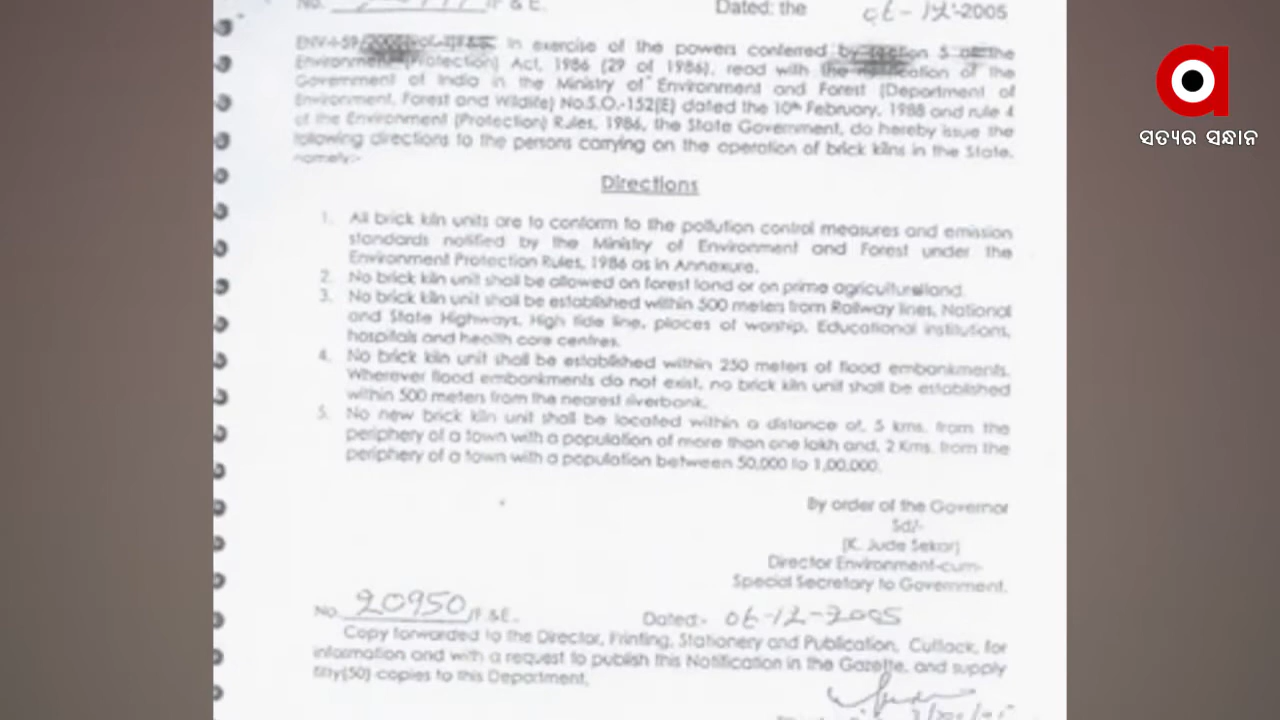 No. /F & E. Dated: the 06-12-2005
ସତ୍ୟର ସନ୍ଧାନ
In exercise of the powers conferred by section 5 of the
Environment (Protection) Act, 1986 (29 of 1986), read with the notification of the
Government of India in the Ministry of Environment and Forest (Department of
Environment, Forest and Wildlife) No.S.O.-152(E) dated the 10th February, 1988 and rule 4
of the Environment (Protection) Rules, 1986, the State Government, do hereby issue the
following directions to the persons carrying on the operation of brick kilns in the State,
namely:-
Directions
1. All brick kiln units are to conform to the pollution control measures and emission
standards notified by the Ministry of Environment and Forest under the
Environment Protection Rules, 1986 as in Annexure.
2. No brick kiln unit shall be allowed on forest land or on prime agricultural land.
3. No brick kiln unit shall be established within 500 meters from Railway lines, National
and State Highways, High tide line, places of worship, Educational institutions,
hospitals and health care centres.
4. No brick kiln unit shall be established within 250 meters of flood embankments.
Wherever flood embankments do not exist, no brick kiln unit shall be established
within 500 meters from the nearest riverbank.
5. No new brick kiln unit shall be located within a distance of, 5 kms. from the
periphery of a town with a population of more than one lakh and, 2 Kms. from the
periphery of a town with a population between 50,000 to 1,00,000.
By order of the Governor
Sd/-
(K. Jude Sekar)
Director Environment-cum-
Special Secretary to Government.
No. 20950 /F &E. Dated:- 06-12-2005
Copy forwarded to the Director, Printing, Stationery and Publication, Cuttack, for
information and with a request to publish this Notification in the Gazette, and supply
fifty(50) copies to this Department.